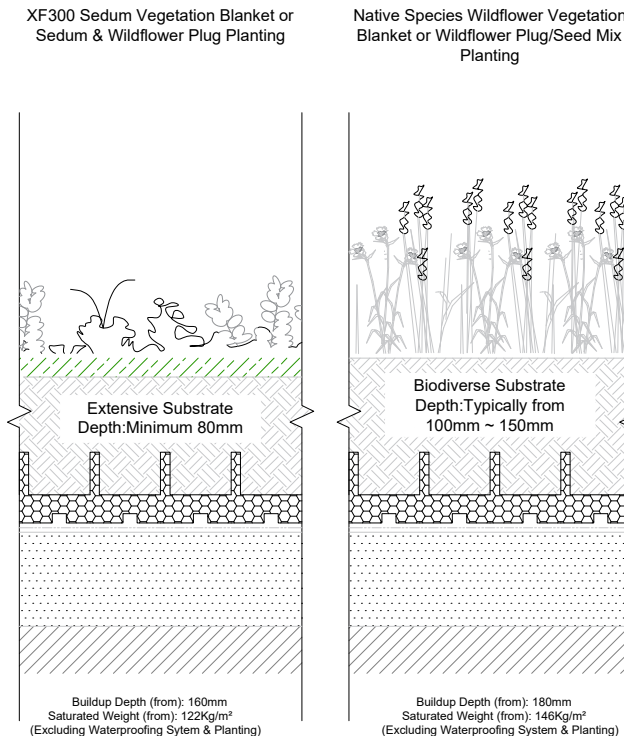 XF300 Sedum Vegetation Blanket or
Sedum & Wildflower Plug Planting
Native Species Wildflower Vegetation
Blanket or Wildflower Plug/Seed Mix
Planting
Extensive Substrate
Depth:Minimum 80mm
Biodiverse Substrate
Depth:Typically from
100mm ~ 150mm
Buildup Depth (from): 160mm
Saturated Weight (from): 122Kg/m²
(Excluding Waterproofing Sytem & Planting)
Buildup Depth (from): 180mm
Saturated Weight (from): 146Kg/m²
(Excluding Waterproofing Sytem & Planting)